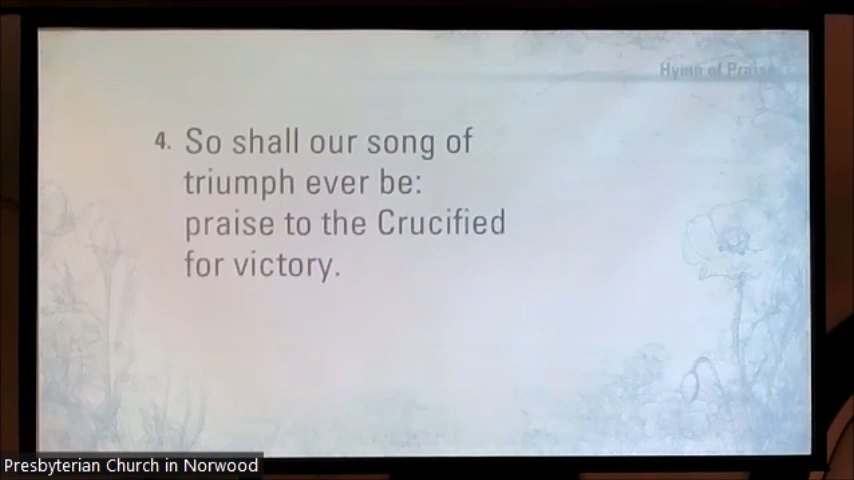 Hymn of Praise
4. So shall our song of
triumph ever be:
praise to the Crucified
for victory.
Presbyterian Church in Norwood